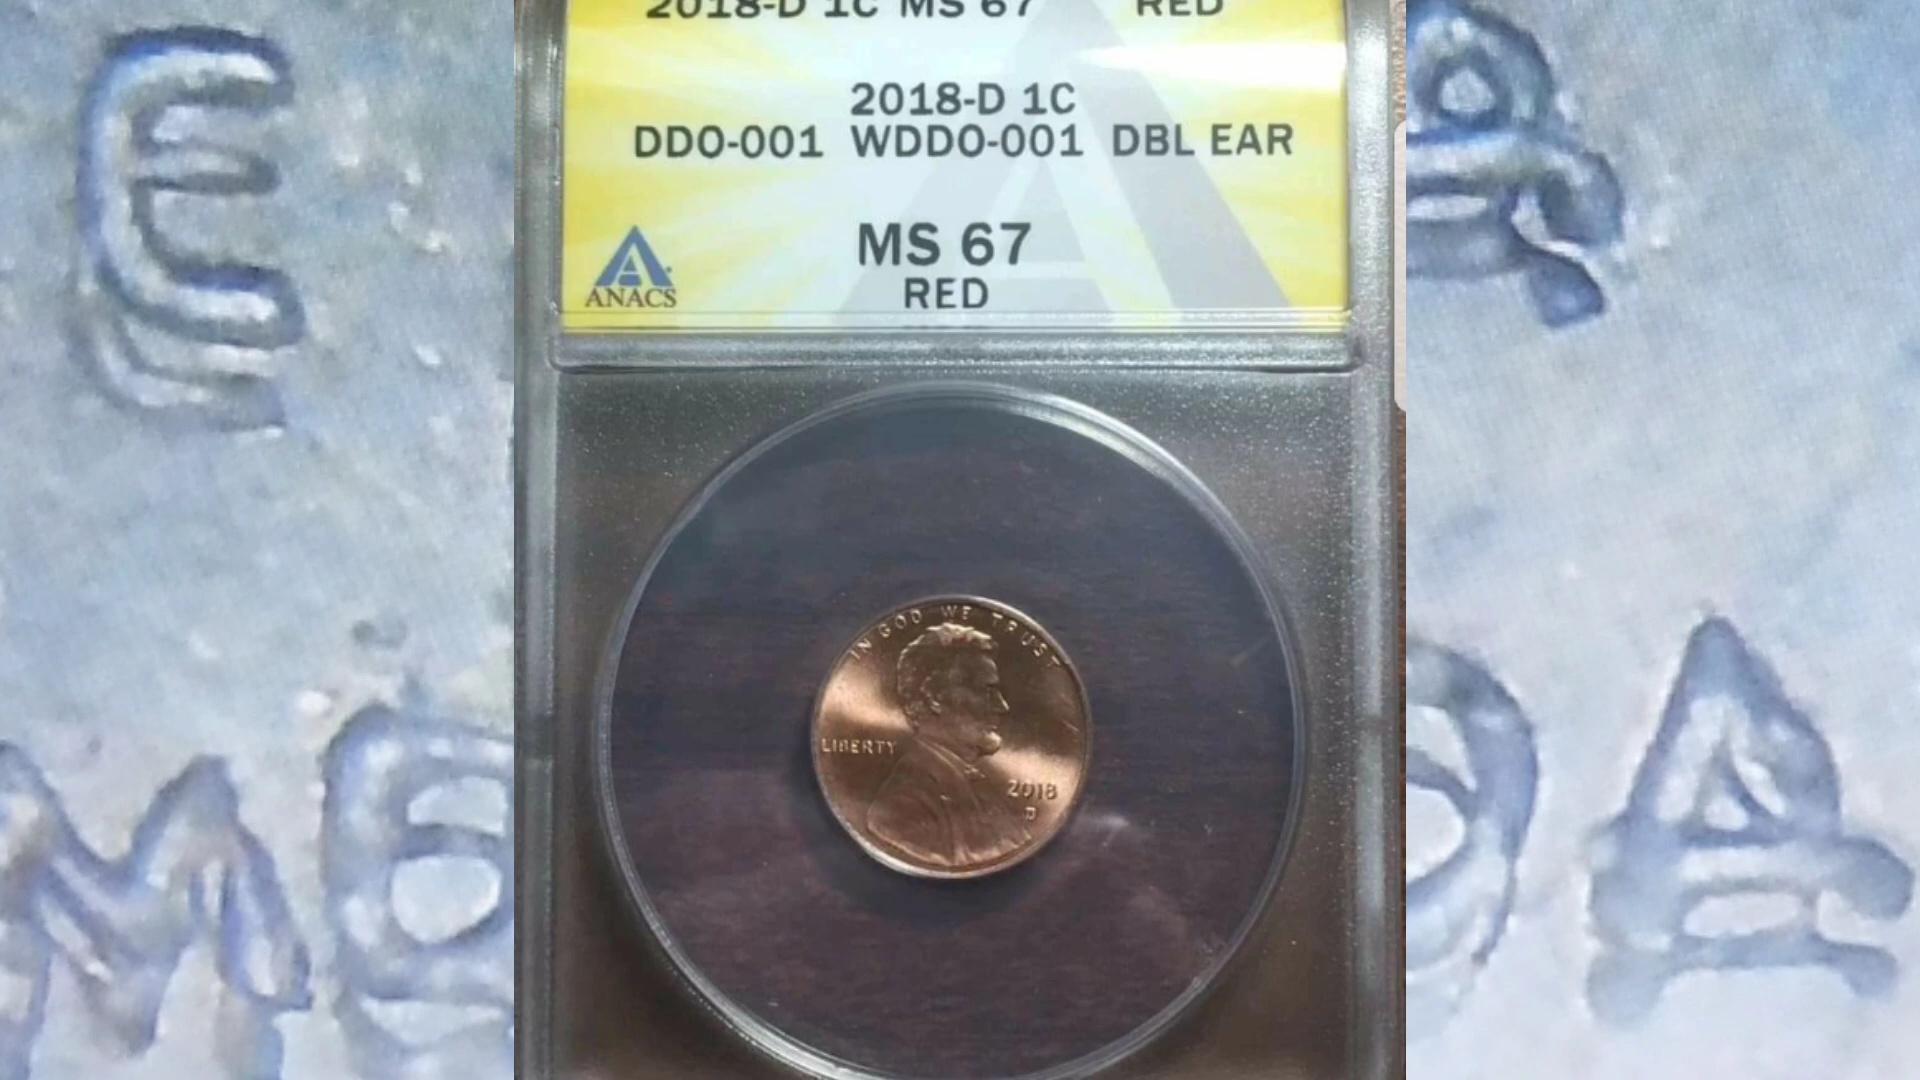 2018-D 1C MS 67 RED
2018-D 1C
DDO-001 WDDO-001 DBL EAR
MS 67
RED
ANACS
IN GOD WE TRUST
LIBERTY
2018
D
E
ME
A